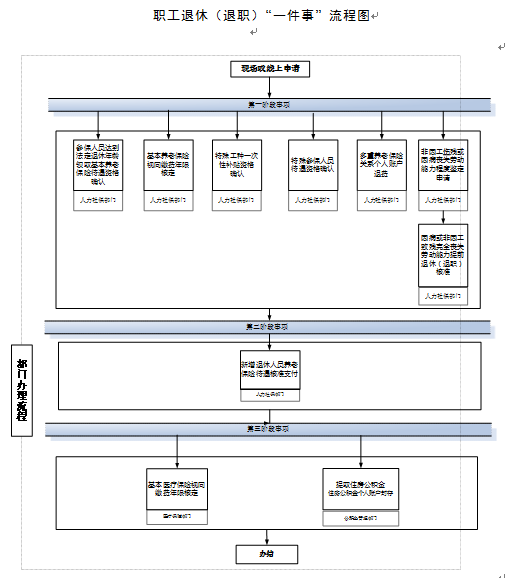 职工退休（退职）“一件事”流程图
现场或线上申请
第一阶段事项
参保人员达到
法定退休年龄
领取基本养老
保险待遇资格
确认
人力社保部门
基本养老保险
视同缴费年限
核定
人力社保部门
特殊工种一次
性补贴资格
确认
人力社保部门
特殊参保人员
待遇资格确认
人力社保部门
多重养老保险
关系个人账户
退费
人力社保部门
非因工伤残或
因病丧失劳动
能力程度鉴定
申请
人力社保部门
因病或非因工
致残完全丧失
劳动能力提前
退休（退职）
核准
人力社保部门
第二阶段事项
新增退休人员养老
保险待遇核准支付
人力社保部门
部门办理流程
第三阶段事项
基本医疗保险视同
缴费年限核定
医疗保障部门
提取住房公积金
住房公积金个人账户封存
办结